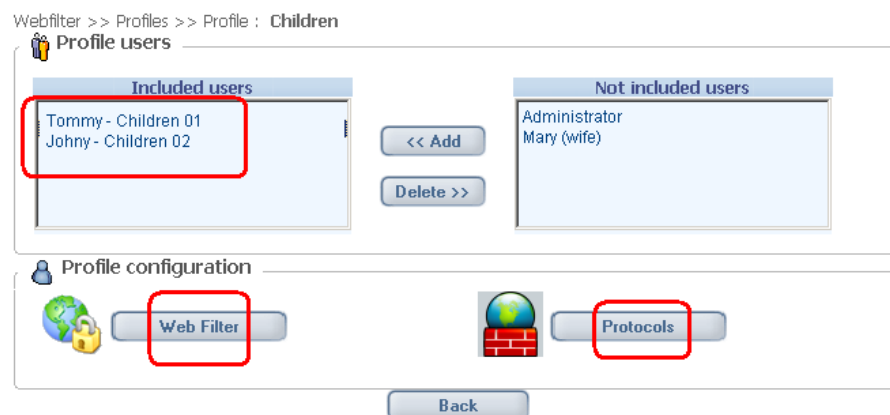 Webfilter >> Profiles >> Profile : Children
Profile users
Included users
Not included users
Tommy - Children 01
Johny - Children 02
<< Add
Delete >>
Administrator
Mary (wife)
Profile configuration
Web Filter
Protocols
Back